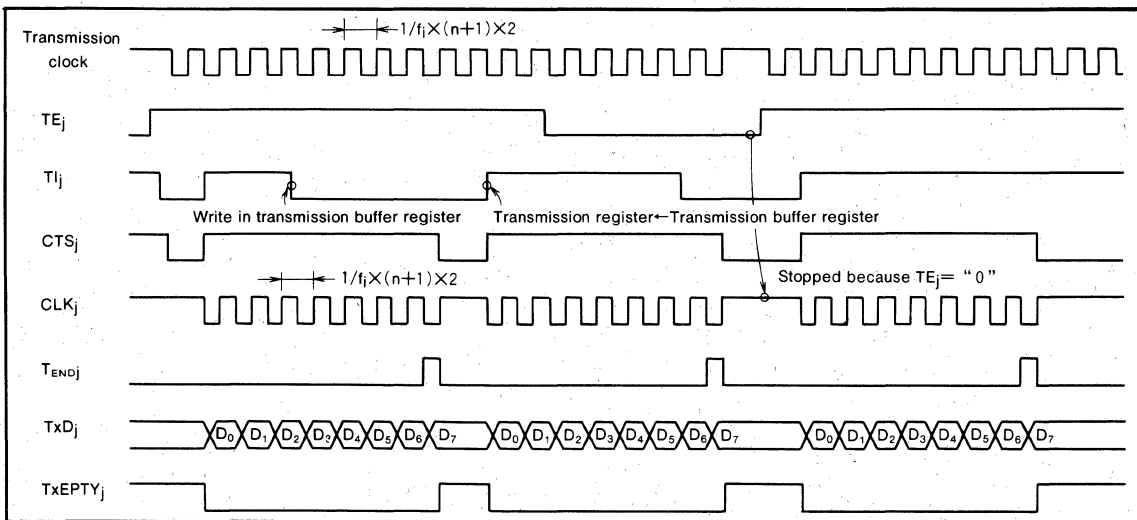 1/fj×(n+1)×2
Transmission
clock
TEj
TIj
Write in transmission buffer register
Transmission register←Transmission buffer register
CTSj
1/fj×(n+1)×2
Stopped because TEj= “0”
CLKj
TENDj
TxDj
D0 D1 D2 D3 D4 D5 D6 D7 D0 D1 D2 D3 D4 D5 D6 D7 D0 D1 D2 D3 D4 D5 D6 D7
TxEPTYj